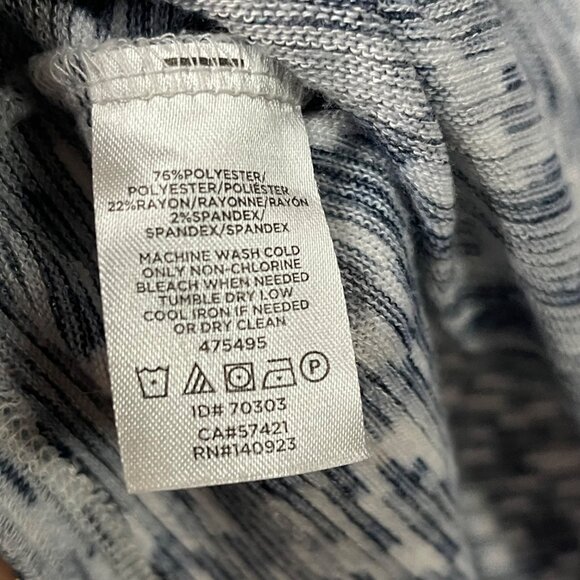 76%POLYESTER/
POLYESTER/POLIÉSTER
22%RAYON/RAYONNE/RAYÓN
2%SPANDEX/
SPANDEX/SPANDEX
MACHINE WASH COLD
ONLY NON-CHLORINE
BLEACH WHEN NEEDED
TUMBLE DRY LOW
COOL IRON IF NEEDED
OR DRY CLEAN
475495
P
ID# 70303
CA#57421
RN#140923